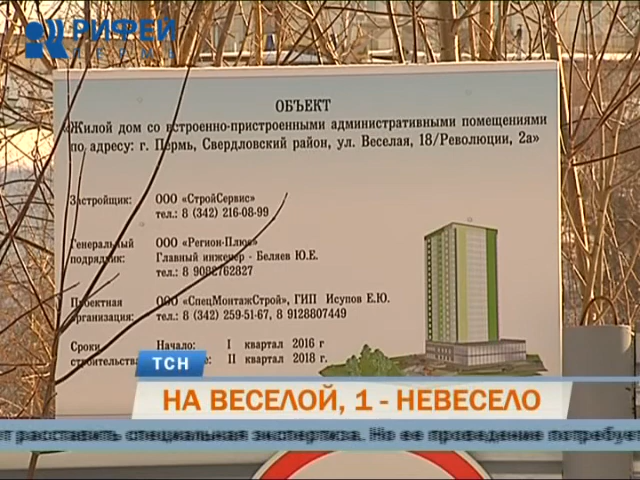 РИФЕЙ
ПЕРМЬ
ОБЪЕКТ
«Жилой дом со встроенно-пристроенными административными помещениями
по адресу: г. Пермь, Свердловский район, ул. Веселая, 18/Революции, 2а»
Застройщик: ООО «СтройСервис»
тел.: 8 (342) 216-08-99
Генеральный ООО «Регион-Плюс»
подрядчик: Главный инженер - Беляев Ю.Е.
тел.: 8 9082762827
Проектная ООО «СпецМонтажСтрой», ГИП Исупов Е.Ю.
организация: тел.: 8 (342) 259-51-67, 8 9128807449
Сроки Начало: I квартал 2016 г
строительства II квартал 2018 г.
ТСН
НА ВЕСЕЛОЙ, 1 - НЕВЕСЕЛО
т расставить специальная экспертиза. Но ее проведение потребуе